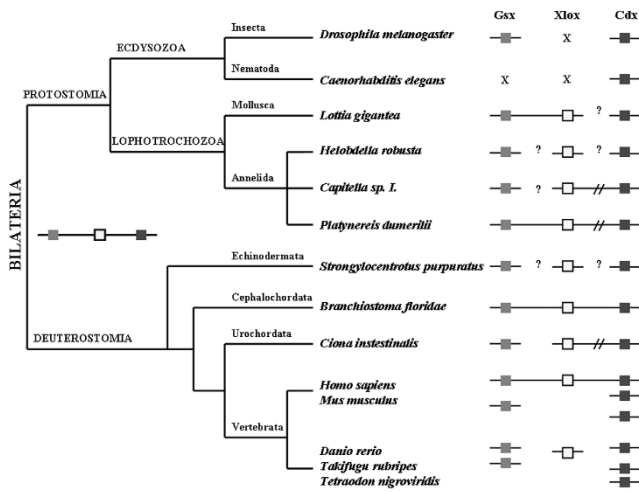 Gsx Xlox Cdx
Insecta
Drosophila melanogaster X
ECDYSOZOA
Nematoda
Caenorhabditis elegans X X
PROTOSTOMIA
Mollusca
Lottia gigantea ?
LOPHOTROCHOZOA
Helobdella robusta ? ?
Annelida
Capitella sp. I. ? //
Platynereis dumerilii //
BILATERIA
Echinodermata
Strongylocentrotus purpuratus ? ?
Cephalochordata
Branchiostoma floridae
DEUTEROSTOMIA
Urochordata
Ciona instestinalis //
Homo sapiens
Mus musculus
Vertebrata
Danio rerio
Takifugu rubripes
Tetraodon nigroviridis